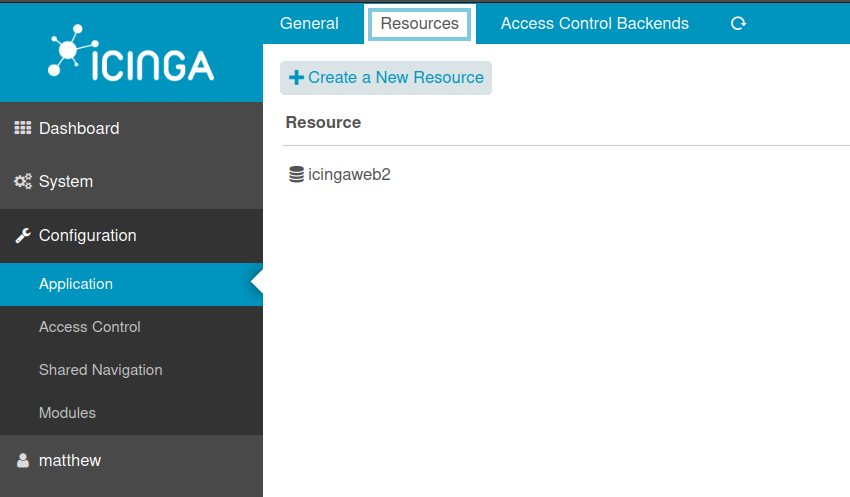 ICINGA
General Resources Access Control Backends
Create a New Resource
Resource
icingaweb2
Dashboard
System
Configuration
Application
Access Control
Shared Navigation
Modules
matthew